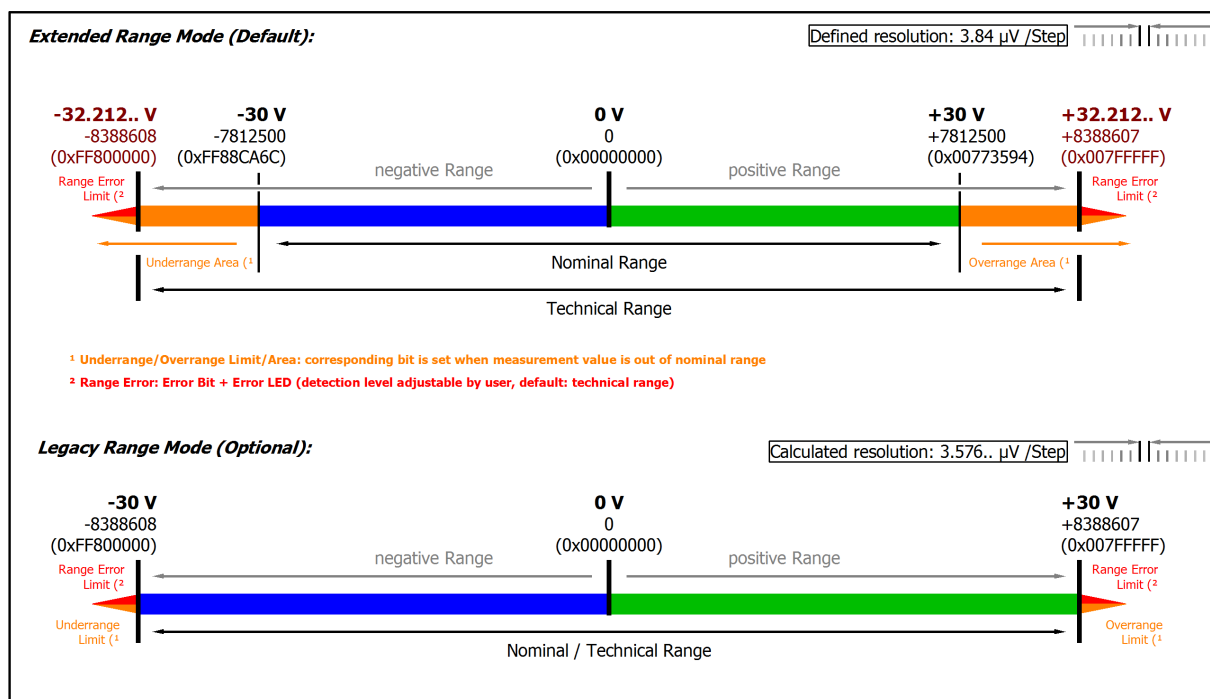 Extended Range Mode (Default):
Defined resolution: 3.84 µV /Step
-32.212.. V
-8388608
(0xFF800000)
-30 V
-7812500
(0xFF88CA6C)
0 V
0
(0x00000000)
+30 V
+7812500
(0x00773594)
+32.212.. V
+8388607
(0x007FFFFF)
negative Range
positive Range
Range Error
Limit (²
Range Error
Limit (²
Underrange Area (¹
Nominal Range
Overrange Area (¹
Technical Range
¹ Underrange/Overrange Limit/Area: corresponding bit is set when measurement value is out of nominal range
² Range Error: Error Bit + Error LED (detection level adjustable by user, default: technical range)
Legacy Range Mode (Optional):
Calculated resolution: 3.576.. µV /Step
-30 V
-8388608
(0xFF800000)
0 V
0
(0x00000000)
+30 V
+8388607
(0x007FFFFF)
negative Range
positive Range
Range Error
Limit (²
Range Error
Limit (²
Underrange
Limit (¹
Overrange
Limit (¹
Nominal / Technical Range